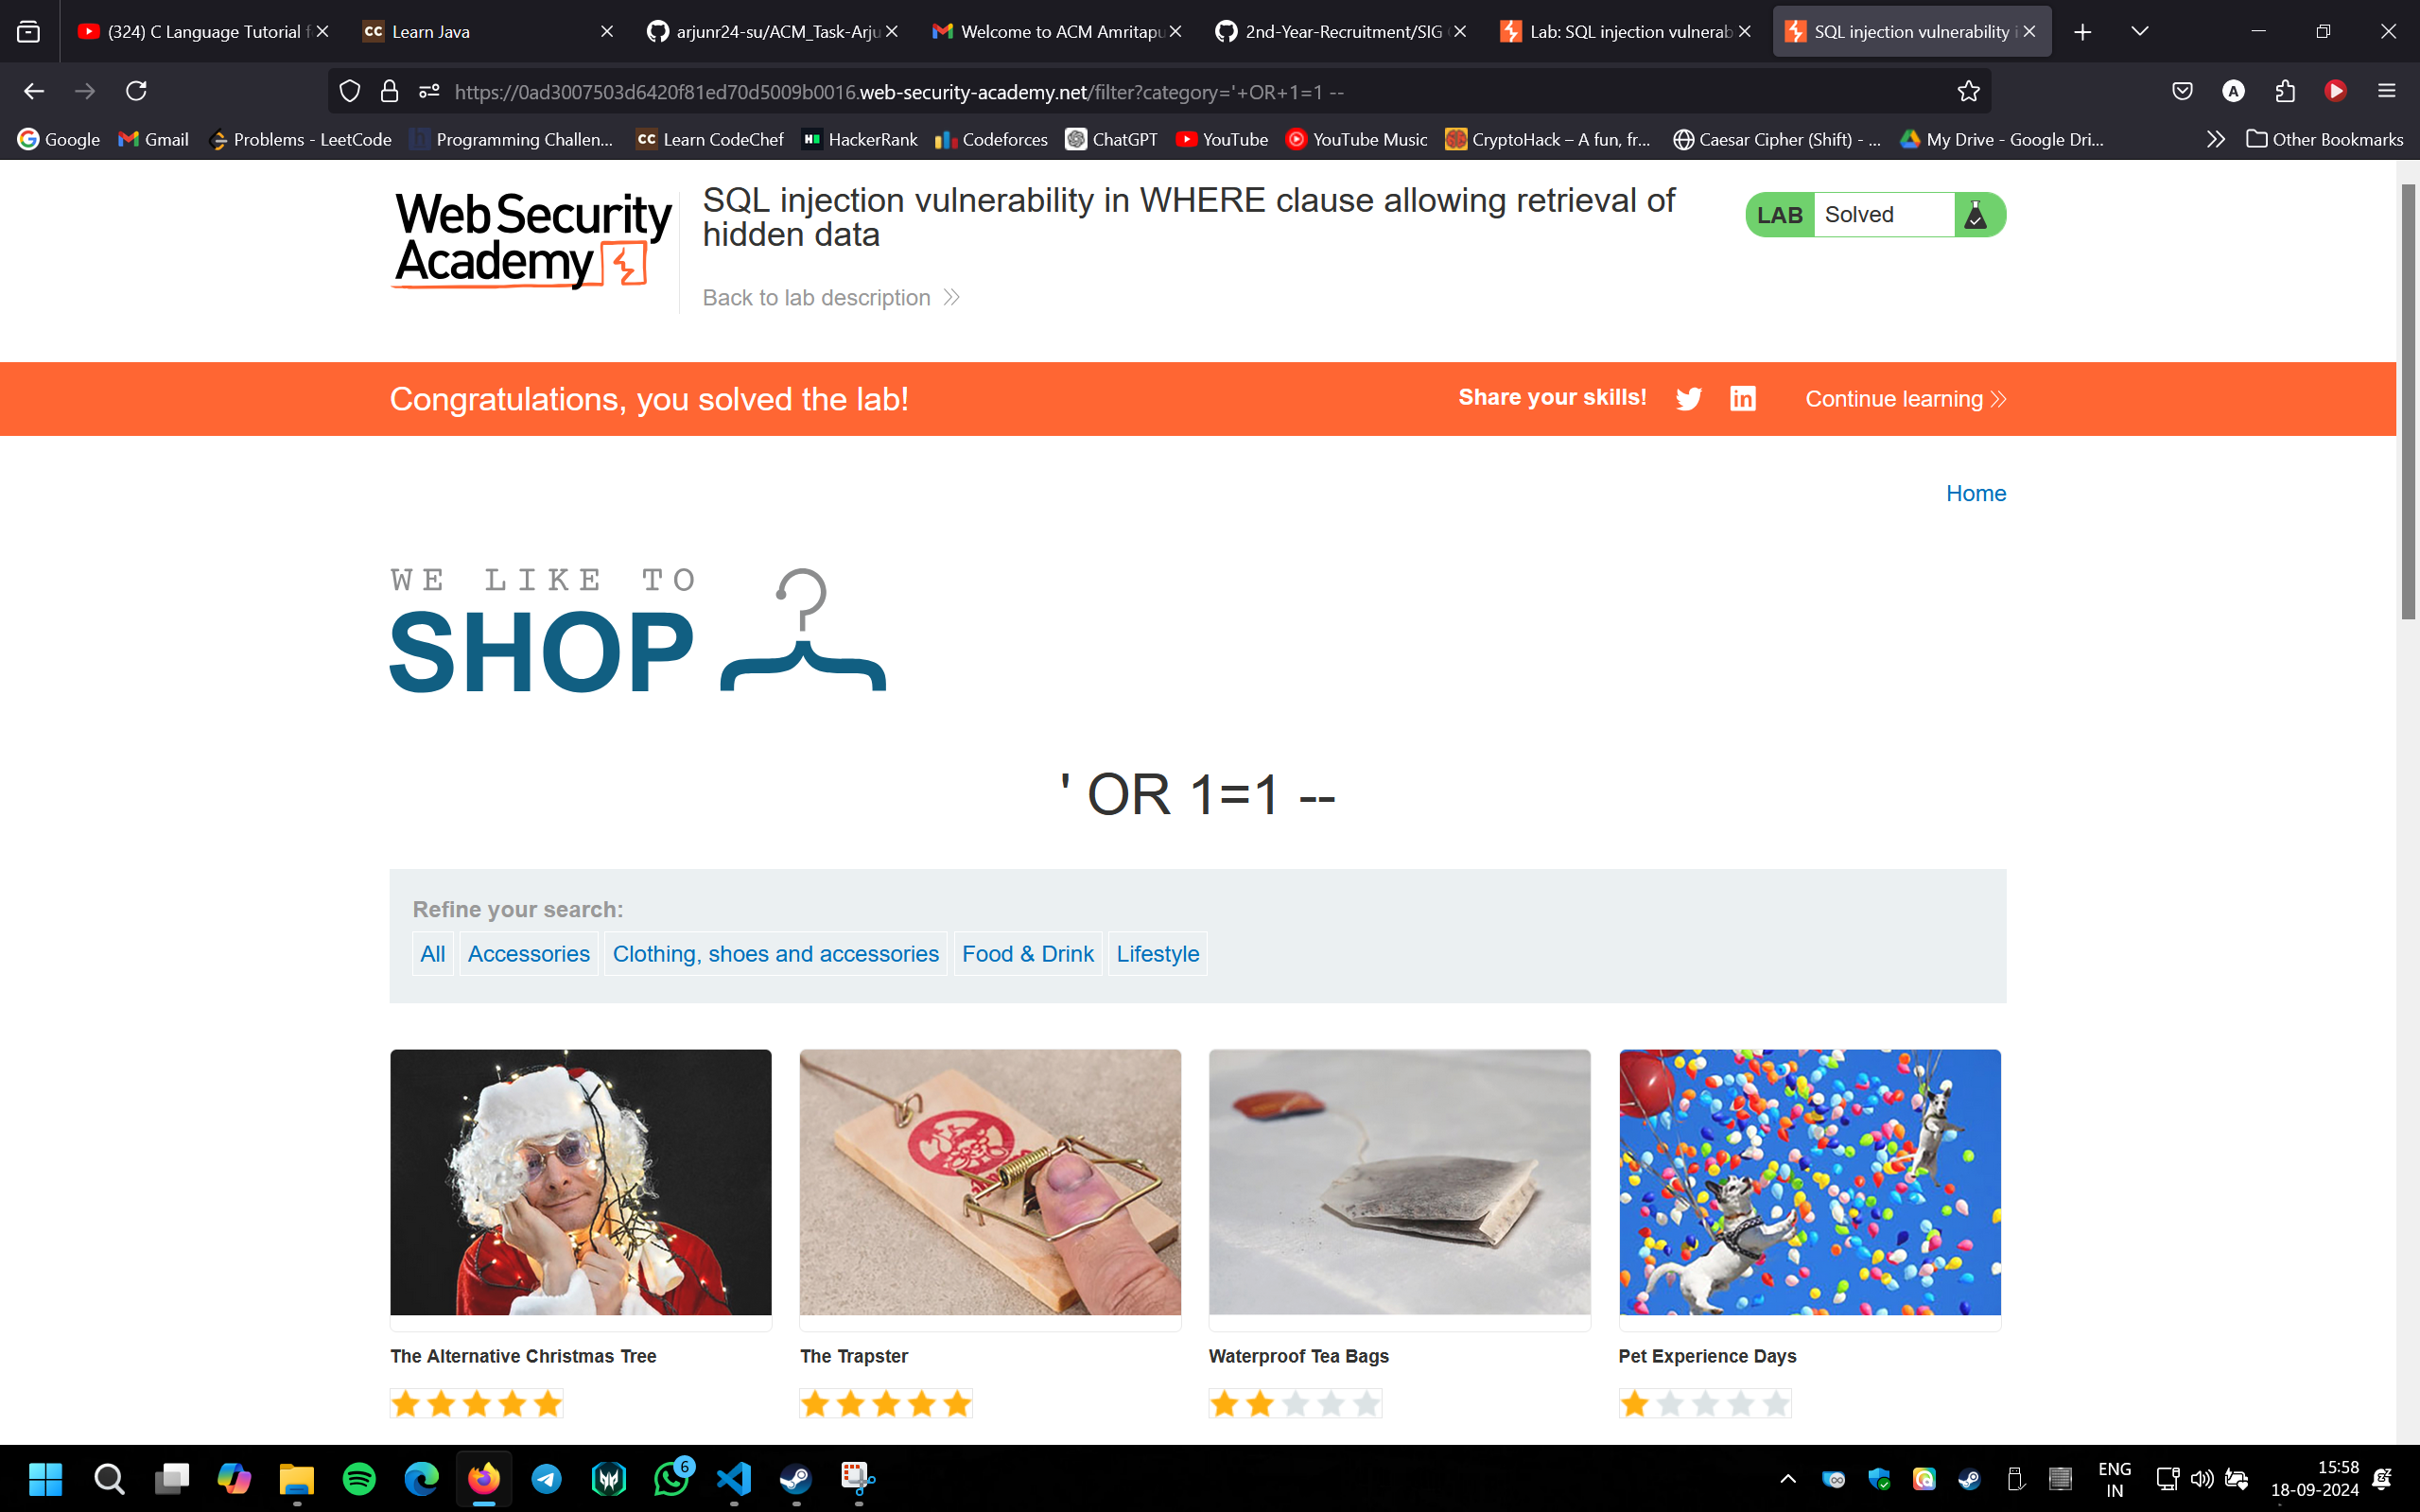 (324) C Language Tutorial f
Learn Java
arjunr24-su/ACM_Task-Arju
Welcome to ACM Amritapu
2nd-Year-Recruitment/SIG
Lab: SQL injection vulnerab
SQL injection vulnerability i
https://0ad3007503d6420f81ed70d5009b0016.web-security-academy.net/filter?category='+OR+1=1 --
Google
Gmail
Problems - LeetCode
Programming Challen...
Learn CodeChef
HackerRank
Codeforces
ChatGPT
YouTube
YouTube Music
CryptoHack – A fun, fr...
Caesar Cipher (Shift) - ...
My Drive - Google Dri...
Other Bookmarks
Web Security
Academy
SQL injection vulnerability in WHERE clause allowing retrieval of
hidden data
LAB Solved
Back to lab description
Congratulations, you solved the lab!
Share your skills!
Continue learning
Home
WE LIKE TO
SHOP
' OR 1=1 --
Refine your search:
All
Accessories
Clothing, shoes and accessories
Food & Drink
Lifestyle
The Alternative Christmas Tree
The Trapster
Waterproof Tea Bags
Pet Experience Days
6
ENG
IN
15:58
18-09-2024